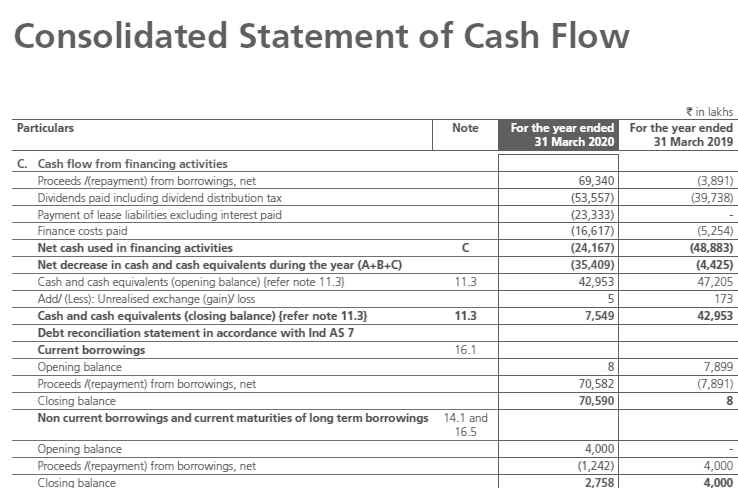 Consolidated Statement of Cash Flow
₹ in lakhs
Particulars Note For the year ended 31 March 2020 For the year ended 31 March 2019
C. Cash flow from financing activities
Proceeds /(repayment) from borrowings, net 69,340 (3,891)
Dividends paid including dividend distribution tax (53,557) (39,738)
Payment of lease liabilities excluding interest paid (23,333) -
Finance costs paid (16,617) (5,254)
Net cash used in financing activities C (24,167) (48,883)
Net decrease in cash and cash equivalents during the year (A+B+C) (35,409) (4,425)
Cash and cash equivalents (opening balance) {refer note 11.3} 11.3 42,953 47,205
Add/ (Less): Unrealised exchange (gain)/ loss 5 173
Cash and cash equivalents (closing balance) {refer note 11.3} 11.3 7,549 42,953
Debt reconciliation statement in accordance with Ind AS 7
Current borrowings 16.1
Opening balance 8 7,899
Proceeds /(repayment) from borrowings, net 70,582 (7,891)
Closing balance 70,590 8
Non current borrowings and current maturities of long term borrowings 14.1 and 16.5
Opening balance 4,000 -
Proceeds /(repayment) from borrowings, net (1,242) 4,000
Closing balance 2,758 4,000